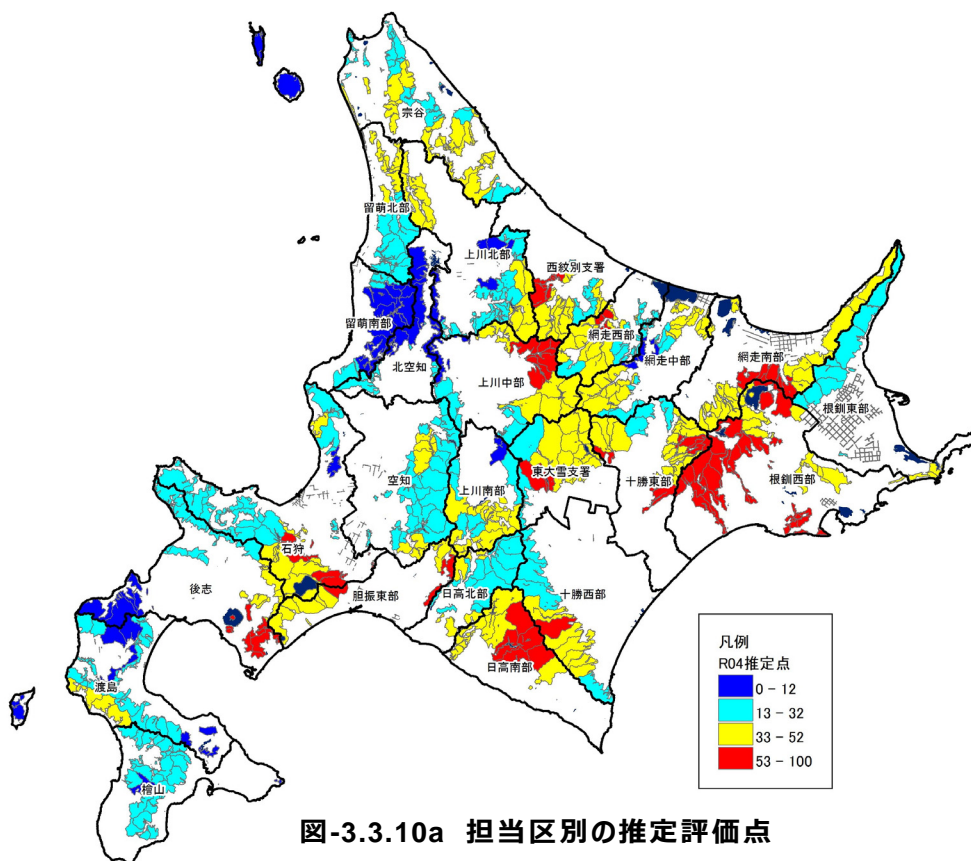 宗谷
留萌北部
上川北部
西紋別支署
留萌南部
網走西部
網走中部
網走南部
北空知
上川中部
根釧東部
東大雪支署
十勝東部
根釧西部
空知
上川南部
石狩
後志
胆振東部
日高北部
十勝西部
日高南部
渡島
檜山
凡例
R04推定点
0 - 12
13 - 32
33 - 52
53 - 100
図-3.3.10a 担当区別の推定評価点